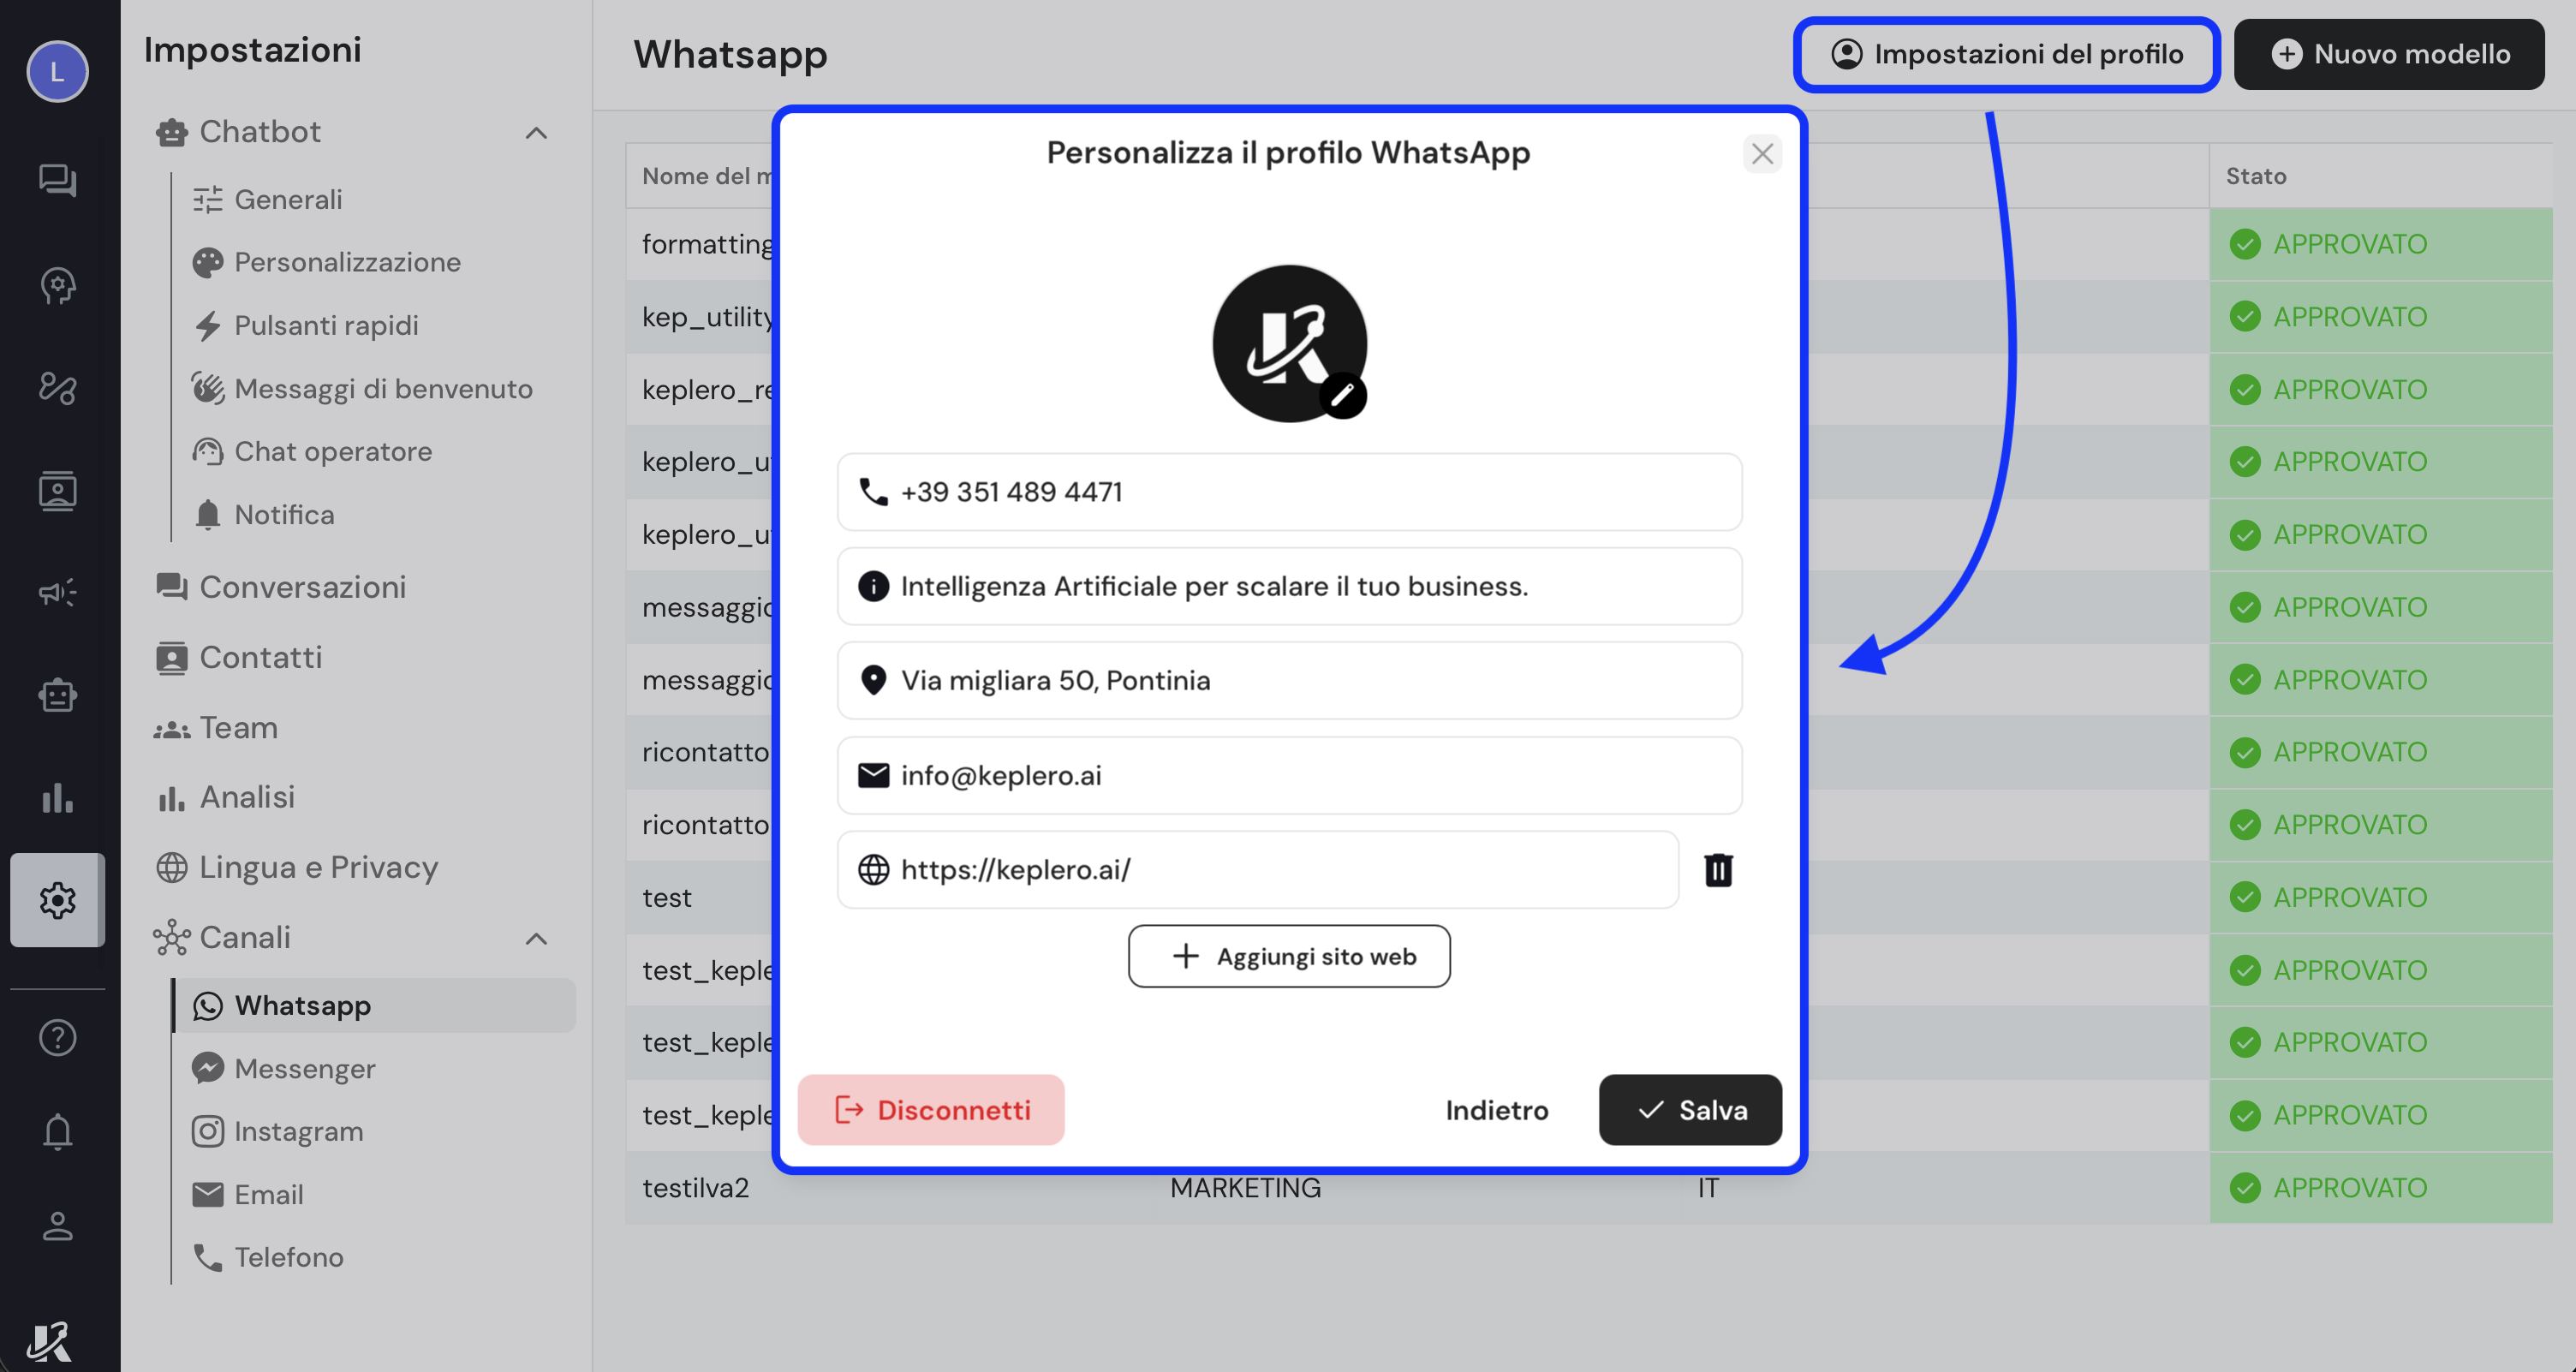 L
Impostazioni
Chatbot
Generali
Personalizzazione
Pulsanti rapidi
Messaggi di benvenuto
Chat operatore
Notifica
Conversazioni
Contatti
Team
Analisi
Lingua e Privacy
Canali
Whatsapp
Messenger
Instagram
Email
Telefono
Whatsapp
Impostazioni del profilo
Nuovo modello
Nome del m
Stato
formatting
APPROVATO
kep_utility
APPROVATO
keplero_re
APPROVATO
keplero_ut
APPROVATO
keplero_ut
APPROVATO
messaggio
APPROVATO
messaggio
APPROVATO
ricontatto
APPROVATO
ricontatto
APPROVATO
test
APPROVATO
test_keple
APPROVATO
test_keple
APPROVATO
test_keple
APPROVATO
testilva2 MARKETING IT APPROVATO
Personalizza il profilo WhatsApp
+39 351 489 4471
Intelligenza Artificiale per scalare il tuo business.
Via migliara 50, Pontinia
info@keplero.ai
https://keplero.ai/
Aggiungi sito web
Disconnetti
Indietro
Salva